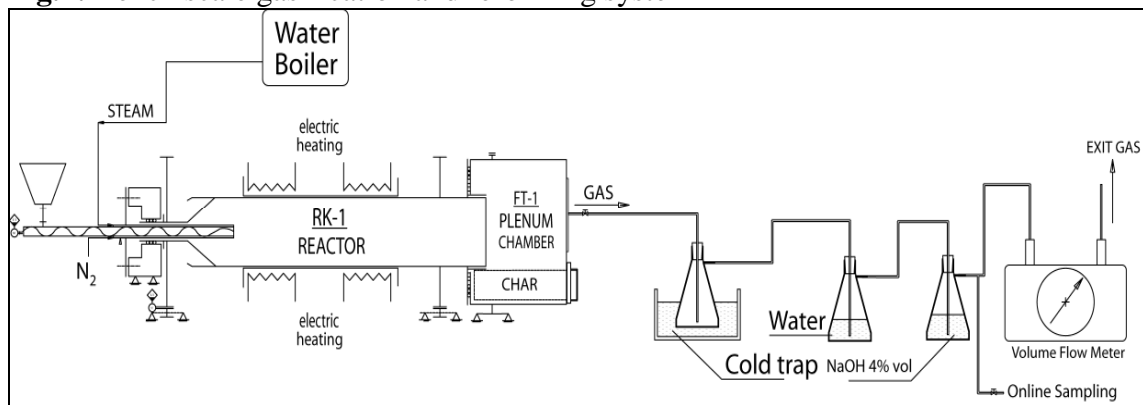 Water
Boiler
STEAM
electric
heating
N2
RK-1
REACTOR
electric
heating
FT-1
PLENUM
CHAMBER
CHAR
GAS
EXIT GAS
Water
Cold trap
NaOH 4% vol
Volume Flow Meter
Online Sampling